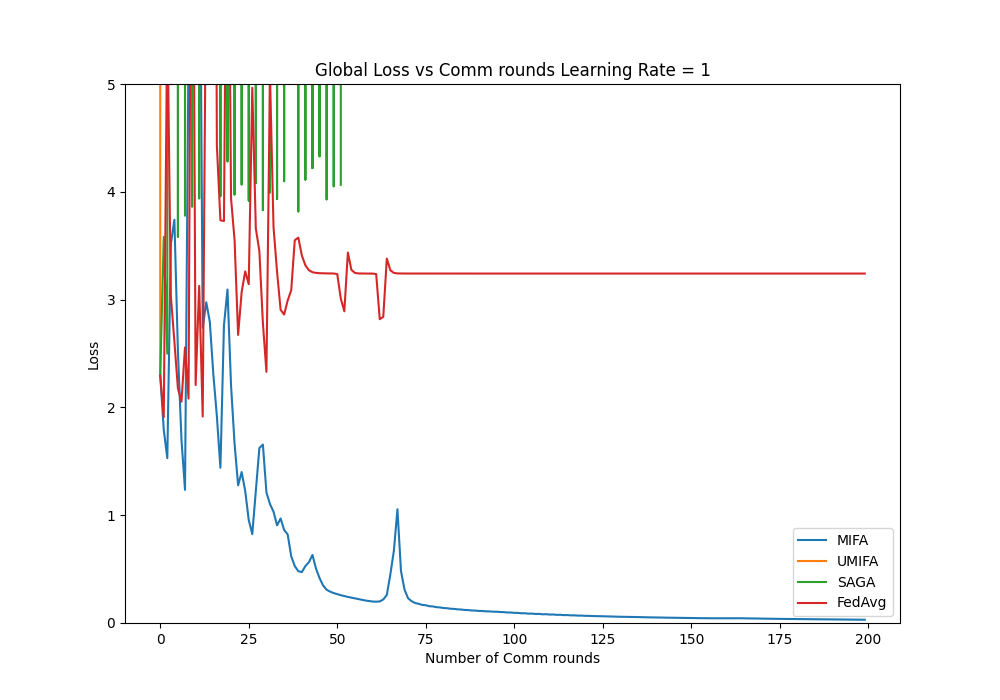 Global Loss vs Comm rounds Learning Rate = 1
5
4
3
2
1
0
Loss
0 25 50 75 100 125 150 175 200
Number of Comm rounds
MIFA
UMIFA
SAGA
FedAvg